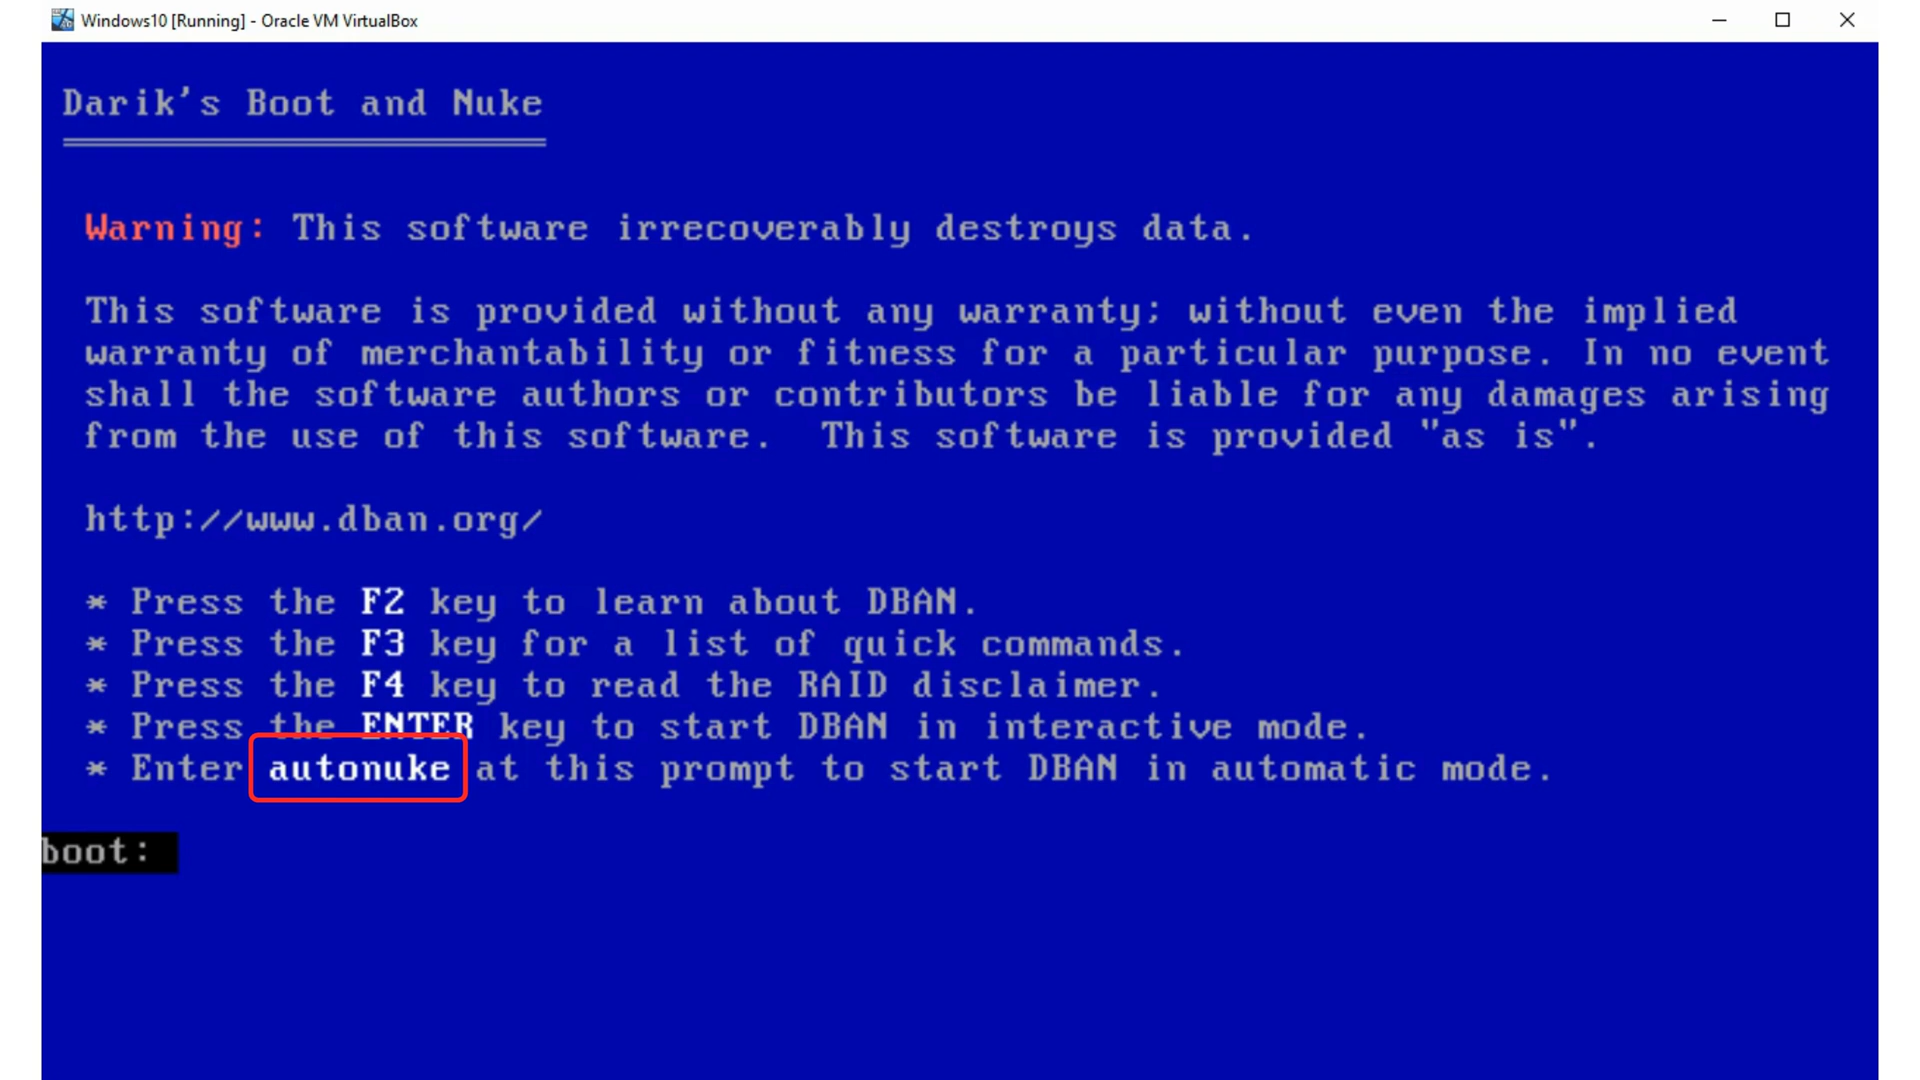 Windows10 [Running] - Oracle VM VirtualBox
Darik's Boot and Nuke
Warning: This software irrecoverably destroys data.
This software is provided without any warranty; without even the implied
warranty of merchantability or fitness for a particular purpose. In no event
shall the software authors or contributors be liable for any damages arising
from the use of this software.  This software is provided "as is".
http://www.dban.org/
* Press the F2 key to learn about DBAN.
* Press the F3 key for a list of quick commands.
* Press the F4 key to read the RAID disclaimer.
* Press the ENTER key to start DBAN in interactive mode.
* Enter autonuke at this prompt to start DBAN in automatic mode.
boot: